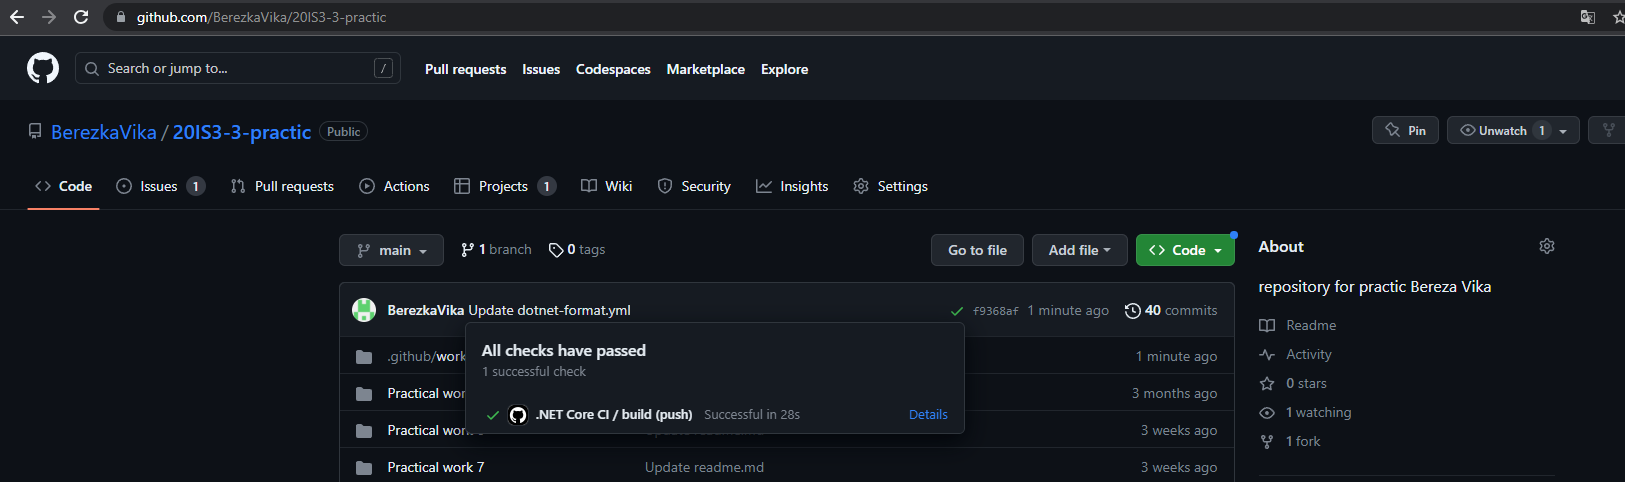 github.com/BerezkaVika/20IS3-3-practic
Search or jump to... / Pull requests Issues Codespaces Marketplace Explore
BerezkaVika / 20IS3-3-practic Public Pin Unwatch 1
Code Issues 1 Pull requests Actions Projects 1 Wiki Security Insights Settings
main 1 branch 0 tags Go to file Add file Code
BerezkaVika Update dotnet-format.yml f9368af 1 minute ago 40 commits
All checks have passed
1 successful check
.NET Core CI / build (push) Successful in 28s Details
.github/work 1 minute ago
Practical wor 3 months ago
Practical wor 3 weeks ago
Practical work 7 Update readme.md 3 weeks ago
About
repository for practic Bereza Vika
Readme
Activity
0 stars
1 watching
1 fork